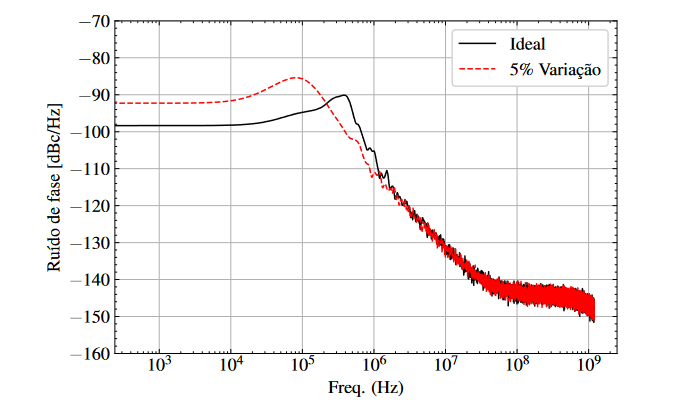 −70
−80
−90
−100
−110
−120
−130
−140
−150
−160
Ruído de fase [dBc/Hz]
Ideal
5% Variação
10³ 10⁴ 10⁵ 10⁶ 10⁷ 10⁸ 10⁹
Freq. (Hz)